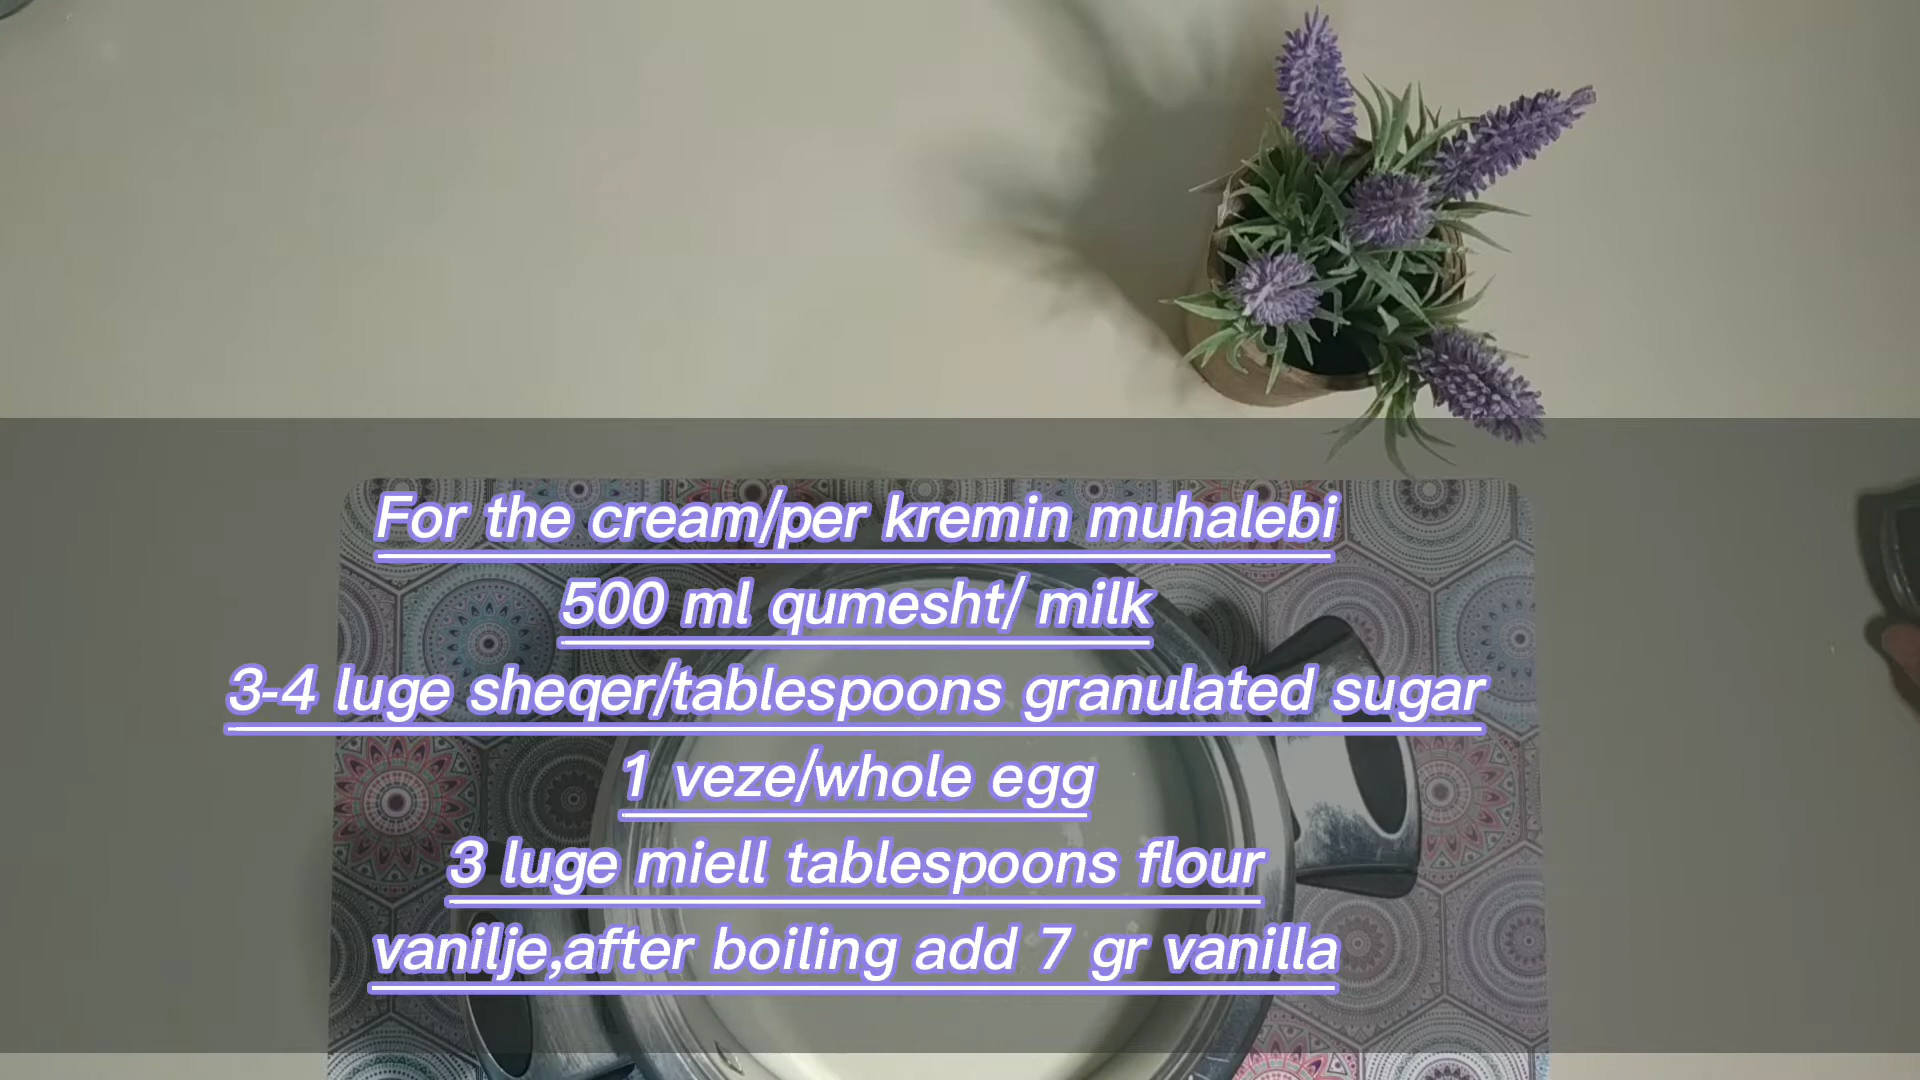 For the cream/per kremin muhalebi
500 ml qumesht/ milk
3-4 luge sheqer/tablespoons granulated sugar
1 veze/whole egg
3 luge miell tablespoons flour
vanilje,after boiling add 7 gr vanilla